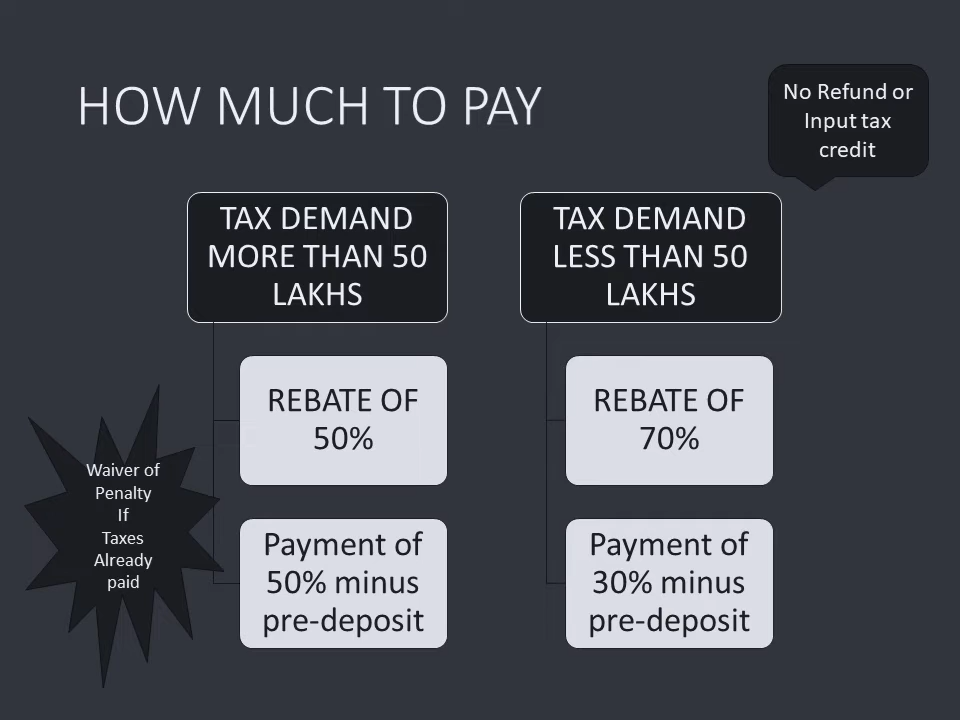 HOW MUCH TO PAY
No Refund or
Input tax
credit
TAX DEMAND
MORE THAN 50
LAKHS
REBATE OF
50%
Payment of
50% minus
pre-deposit
TAX DEMAND
LESS THAN 50
LAKHS
REBATE OF
70%
Payment of
30% minus
pre-deposit
Waiver of
Penalty
If
Taxes
Already
paid